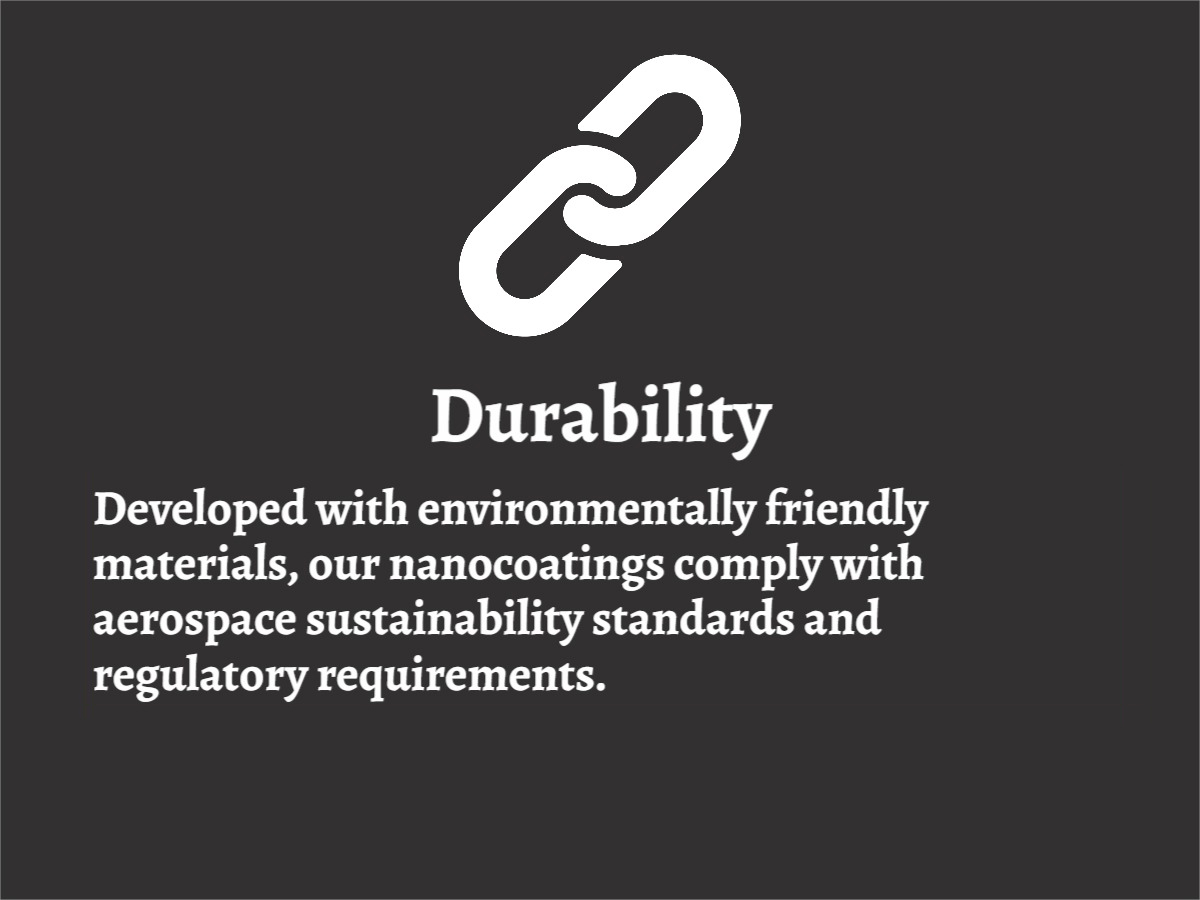 Durability
Developed with environmentally friendly
materials, our nanocoatings comply with
aerospace sustainability standards and
regulatory requirements.